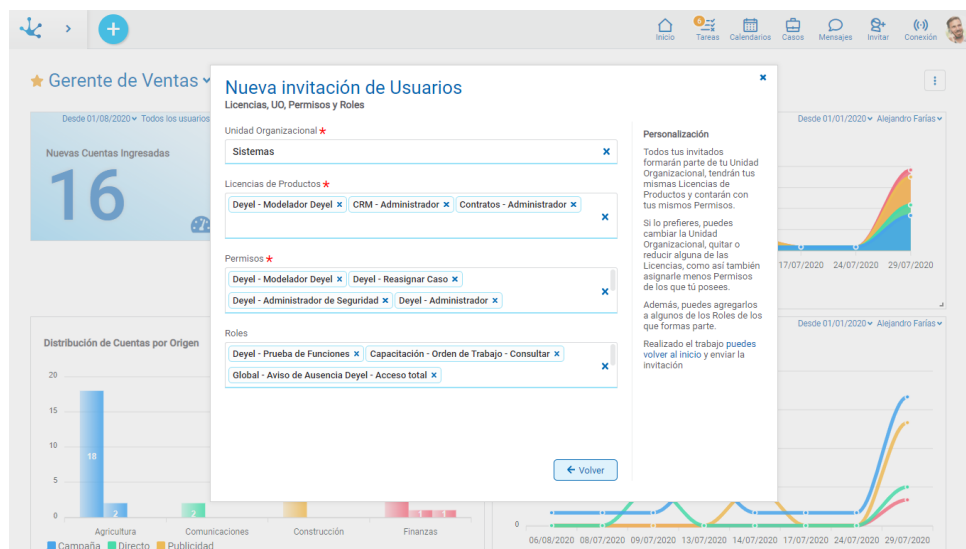 Inicio
6
Tareas
Calendarios
Casos
Mensajes
Invitar
Conexión
Gerente de Ventas
Desde 01/08/2020 Todos los usuarios
Nuevas Cuentas Ingresadas
16
Nueva invitación de Usuarios
Licencias, UO, Permisos y Roles
Unidad Organizacional *
Sistemas
Licencias de Productos *
Deyel - Modelador Deyel × CRM - Administrador × Contratos - Administrador ×
Permisos *
Deyel - Modelador Deyel × Deyel - Reasignar Caso ×
Deyel - Administrador de Seguridad × Deyel - Administrador ×
Roles
Deyel - Prueba de Funciones × Capacitación - Orden de Trabajo - Consultar ×
Global - Aviso de Ausencia Deyel - Acceso total ×
← Volver
Personalización
Todos tus invitados
formarán parte de tu Unidad
Organizacional, tendrán tus
mismas Licencias de
Productos y contarán con
tus mismos Permisos.
Si lo prefieres, puedes
cambiar la Unidad
Organizacional, quitar o
reducir alguna de las
Licencias, como así también
asignarle menos Permisos
de los que tú posees.
Además, puedes agregarlos
a algunos de los Roles de los
que formas parte.
Realizado el trabajo puedes
volver al inicio y enviar la
invitación
Desde 01/01/2020 Alejandro Farías
17/07/2020 24/07/2020 29/07/2020
Distribución de Cuentas por Origen
20
15
10
5
0
18
2
2
1 1
Agricultura Comunicaciones Construcción Finanzas
Campaña Directo Publicidad
Desde 01/01/2020 Alejandro Farías
0
06/08/2020 08/07/2020 09/07/2020 13/07/2020 14/07/2020 17/07/2020 24/07/2020 29/07/2020